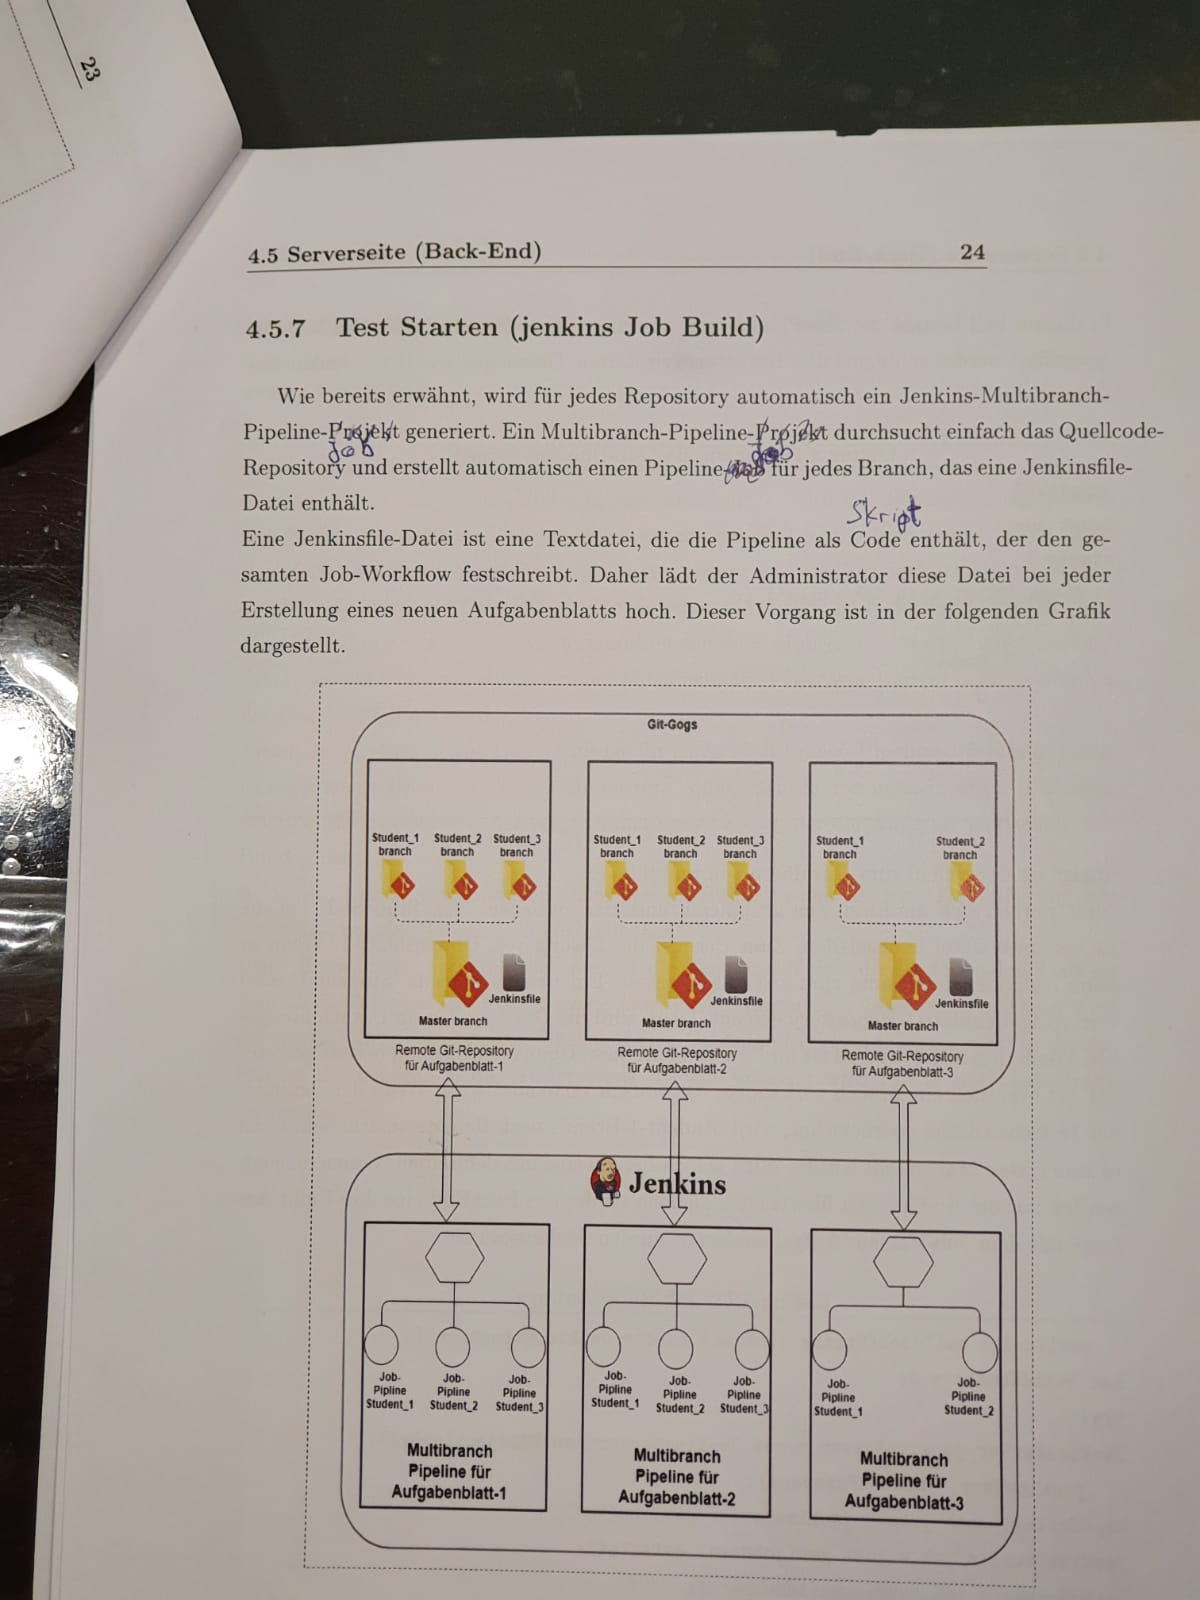 23
4.5 Serverseite (Back-End) 24
4.5.7 Test Starten (jenkins Job Build)
Wie bereits erwähnt, wird für jedes Repository automatisch ein Jenkins-Multibranch-
Pipeline-Projekt generiert. Ein Multibranch-Pipeline-Projekt durchsucht einfach das Quellcode-
Job Job
Repository und erstellt automatisch einen Pipeline- für jedes Branch, das eine Jenkinsfile-
Datei enthält.
Skript
Eine Jenkinsfile-Datei ist eine Textdatei, die die Pipeline als Code enthält, der den ge-
samten Job-Workflow festschreibt. Daher lädt der Administrator diese Datei bei jeder
Erstellung eines neuen Aufgabenblatts hoch. Dieser Vorgang ist in der folgenden Grafik
dargestellt.
Git-Gogs
Student_1 branch
Student_2 branch
Student_3 branch
Jenkinsfile
Master branch
Remote Git-Repository
für Aufgabenblatt-1
Student_1 branch
Student_2 branch
Student_3 branch
Jenkinsfile
Master branch
Remote Git-Repository
für Aufgabenblatt-2
Student_1 branch
Student_2 branch
Jenkinsfile
Master branch
Remote Git-Repository
für Aufgabenblatt-3
Jenkins
Job-
Pipline
Student_1
Job-
Pipline
Student_2
Job-
Pipline
Student_3
Multibranch
Pipeline für
Aufgabenblatt-1
Job-
Pipline
Student_1
Job-
Pipline
Student_2
Job-
Pipline
Student_3
Multibranch
Pipeline für
Aufgabenblatt-2
Job-
Pipline
Student_1
Job-
Pipline
Student_2
Multibranch
Pipeline für
Aufgabenblatt-3